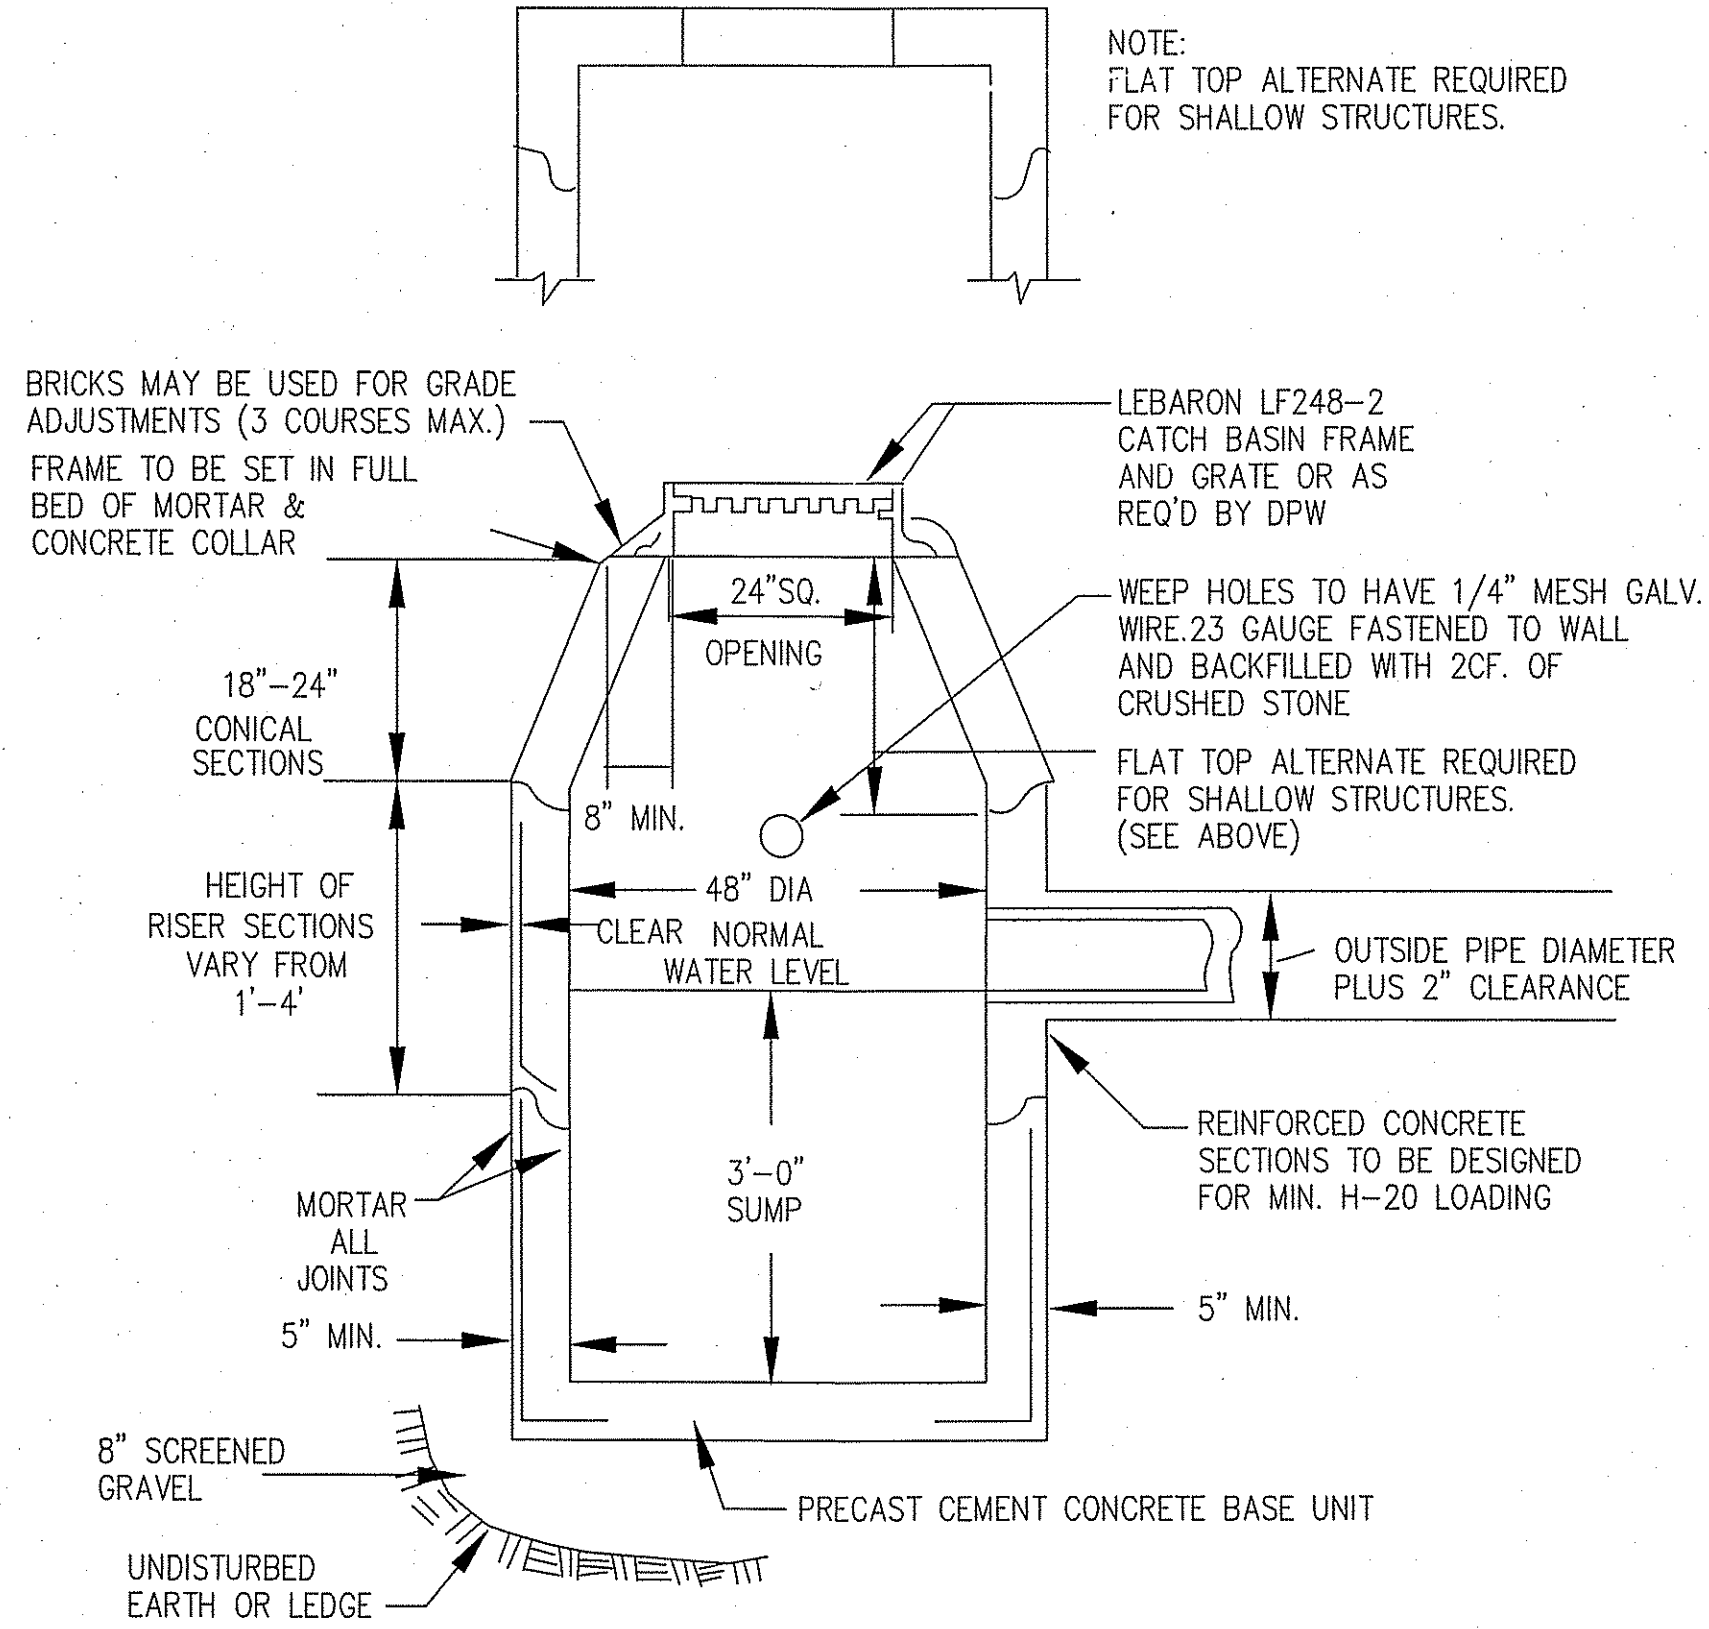 NOTE:
FLAT TOP ALTERNATE REQUIRED
FOR SHALLOW STRUCTURES.
BRICKS MAY BE USED FOR GRADE
ADJUSTMENTS (3 COURSES MAX.)
FRAME TO BE SET IN FULL
BED OF MORTAR &
CONCRETE COLLAR
LEBARON LF248-2
CATCH BASIN FRAME
AND GRATE OR AS
REQ'D BY DPW
24"SQ.
OPENING
WEEP HOLES TO HAVE 1/4" MESH GALV.
WIRE.23 GAUGE FASTENED TO WALL
AND BACKFILLED WITH 2CF. OF
CRUSHED STONE
18"-24"
CONICAL
SECTIONS
FLAT TOP ALTERNATE REQUIRED
FOR SHALLOW STRUCTURES.
(SEE ABOVE)
8" MIN.
48" DIA
HEIGHT OF
RISER SECTIONS
VARY FROM
1'-4'
CLEAR
NORMAL
WATER LEVEL
OUTSIDE PIPE DIAMETER
PLUS 2" CLEARANCE
REINFORCED CONCRETE
SECTIONS TO BE DESIGNED
FOR MIN. H-20 LOADING
3'-0"
SUMP
MORTAR
ALL
JOINTS
5" MIN.
5" MIN.
8" SCREENED
GRAVEL
PRECAST CEMENT CONCRETE BASE UNIT
UNDISTURBED
EARTH OR LEDGE